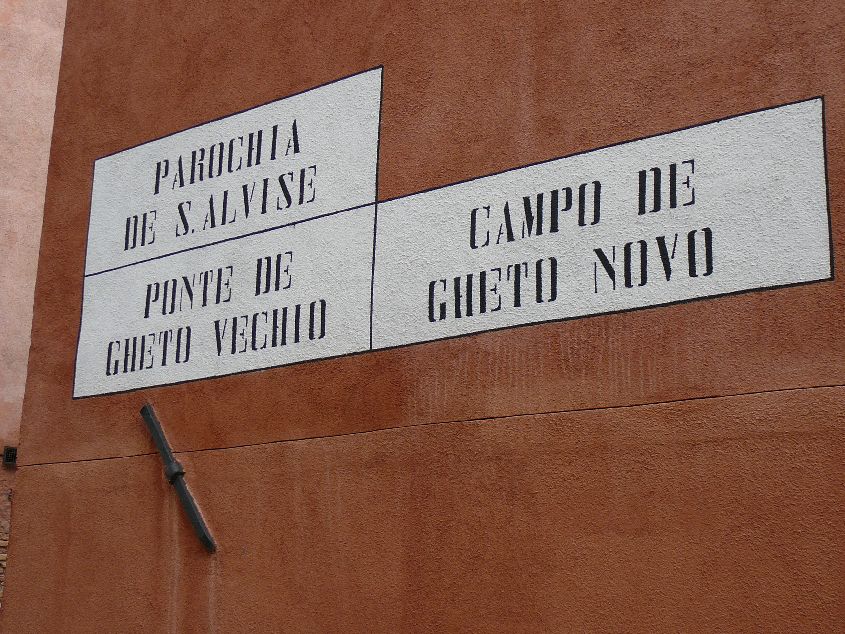 PAROCHIA
DE S. ALVISE
PONTE DE
GHETO VECHIO
CAMPO DE
GHETO NOVO